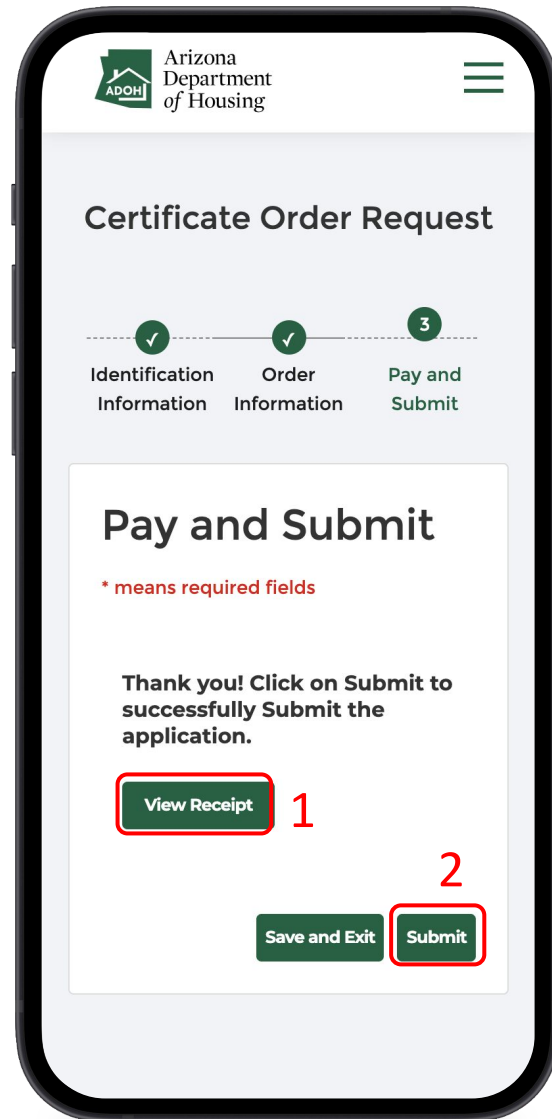 ADOH
Arizona
Department
of Housing
Certificate Order Request
3
Identification
Information
Order
Information
Pay and
Submit
Pay and Submit
* means required fields
Thank you! Click on Submit to
successfully Submit the
application.
View Receipt
1
2
Save and Exit
Submit